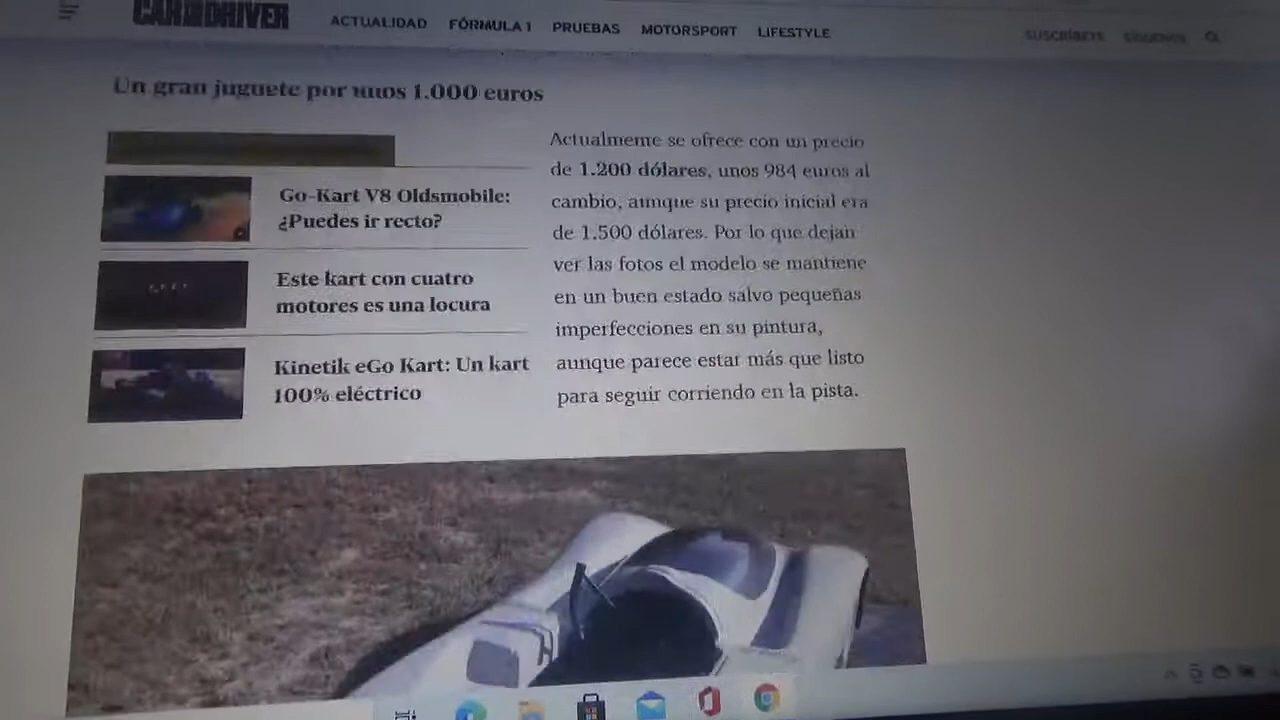 CAR AND DRIVER
ACTUALIDAD FÓRMULA 1 PRUEBAS MOTORSPORT LIFESTYLE
SUSCRÍBETE SÍGUENOS
Un gran juguete por unos 1.000 euros
Go-Kart V8 Oldsmobile:
¿Puedes ir recto?
Este kart con cuatro
motores es una locura
Kinetik eGo Kart: Un kart
100% eléctrico
Actualmente se ofrece con un precio
de 1.200 dólares, unos 984 euros al
cambio, aunque su precio inicial era
de 1.500 dólares. Por lo que dejan
ver las fotos el modelo se mantiene
en un buen estado salvo pequeñas
imperfecciones en su pintura,
aunque parece estar más que listo
para seguir corriendo en la pista.